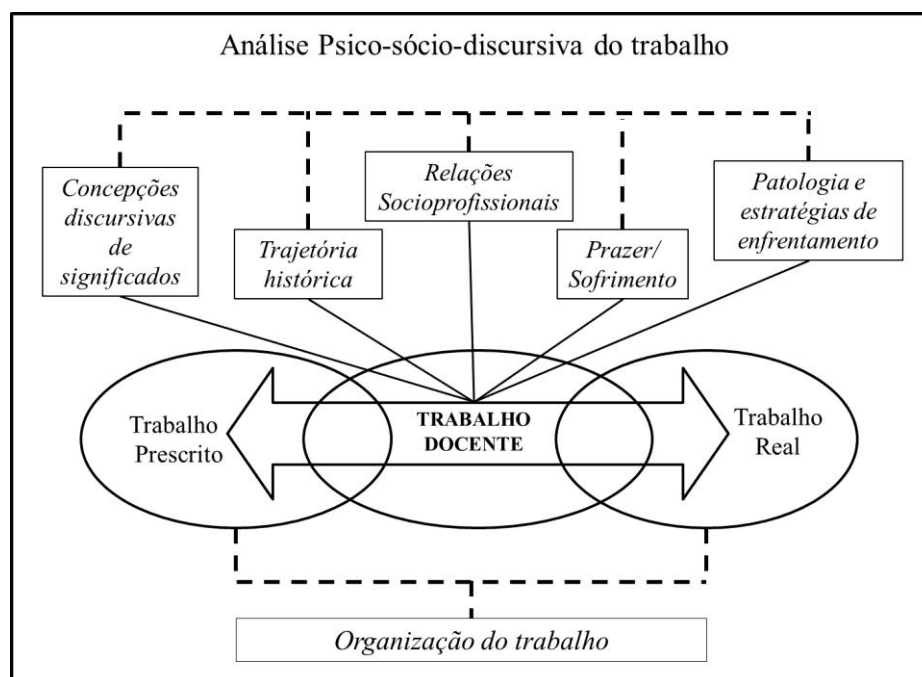 Análise Psico-sócio-discursiva do trabalho
Concepções
discursivas
de
significados
Trajetória
histórica
Relações
Socioprofissionais
Prazer/
Sofrimento
Patologia e
estratégias de
enfrentamento
Trabalho
Prescrito
TRABALHO
DOCENTE
Trabalho
Real
Organização do trabalho